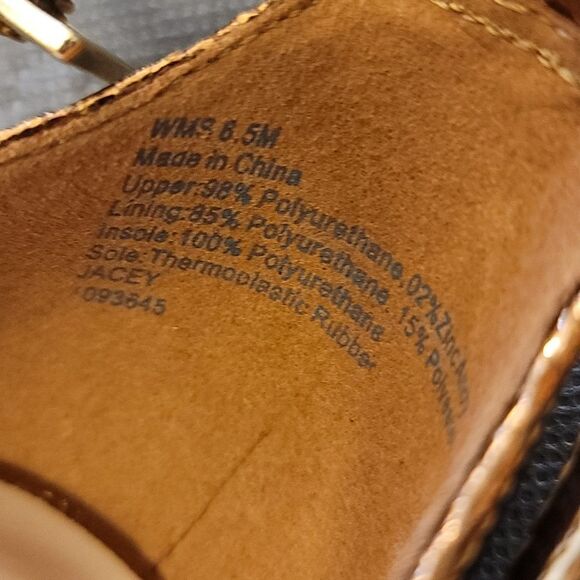 WMS 6.5M
Made in China
Upper:98% Polyurethane, 02% Zinc Alloy
Lining:85% Polyurethane, 15% Polyester
Insole:100% Polyurethane
Sole:Thermoplastic Rubber
JACEY
1093645